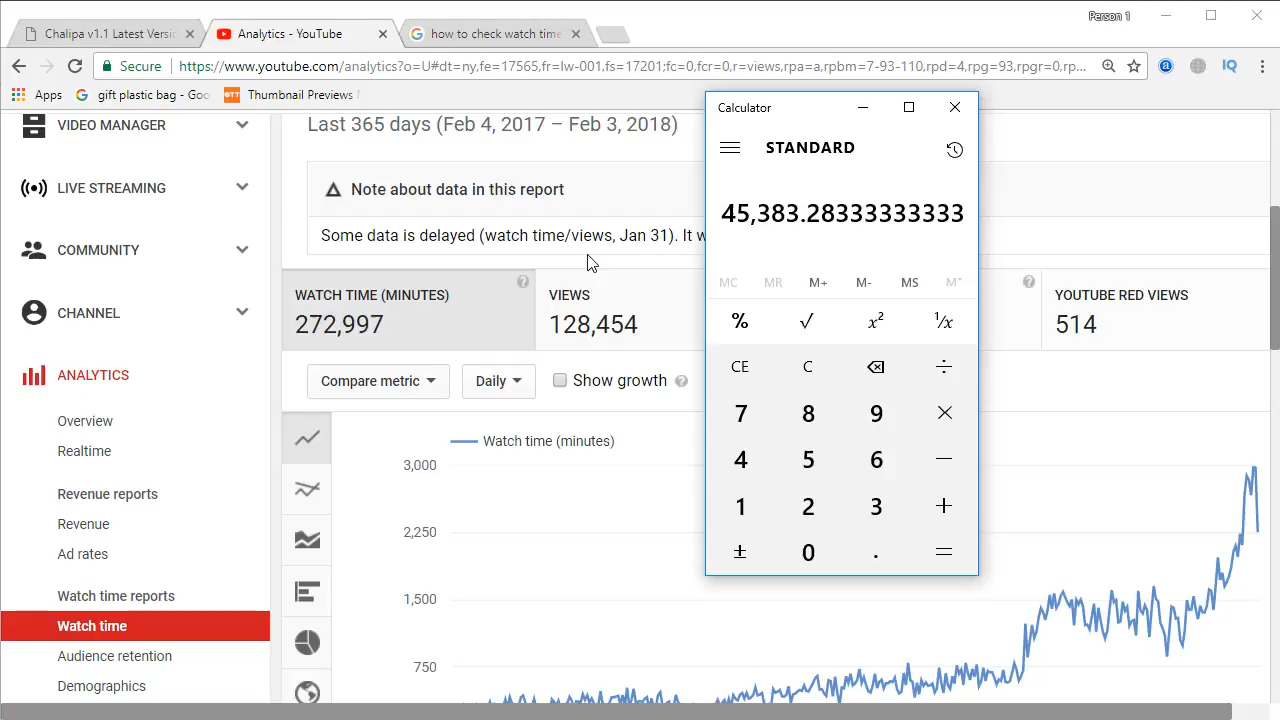 Person 1
Chalipa v1.1 Latest Versio
Analytics - YouTube
how to check watch time
Secure
https://www.youtube.com/analytics?o=U#dt=ny,fe=17565,fr=lw-001,fs=17201;fc=0,fcr=0,r=views,rpa=a,rpbm=7-93-110,rpd=4,rpg=93,rpgr=0,rp...
Apps
gift plastic bag - Goo
OTT
Thumbnail Previews
VIDEO MANAGER
LIVE STREAMING
COMMUNITY
CHANNEL
ANALYTICS
Overview
Realtime
Revenue reports
Revenue
Ad rates
Watch time reports
Watch time
Audience retention
Demographics
Last 365 days (Feb 4, 2017 – Feb 3, 2018)
Note about data in this report
Some data is delayed (watch time/views, Jan 31). It w
WATCH TIME (MINUTES)
272,997
VIEWS
128,454
YOUTUBE RED VIEWS
514
Compare metric
Daily
Show growth
Watch time (minutes)
3,000
2,250
1,500
750
Calculator
STANDARD
45,383.28333333333
MC MR M+ M- MS M˅
% √ x² ¹/x
CE C ÷
7 8 9 ×
4 5 6 −
1 2 3 +
± 0 . =